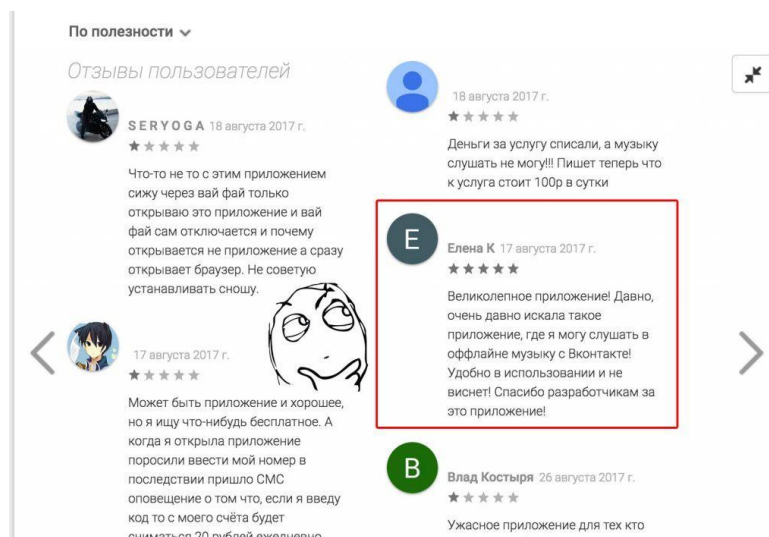 По полезности
Отзывы пользователей
S E R Y O G A 18 августа 2017 г.
Что-то не то с этим приложением
сижу через вай фай только
открываю это приложение и вай
фай сам отключается и почему
открывается не приложение а сразу
открывает браузер. Не советую
устанавливать сношу.
17 августа 2017 г.
Может быть приложение и хорошее,
но я ищу что-нибудь бесплатное. А
когда я открыла приложение
поросили ввести мой номер в
последствии пришло СМС
оповещение о том что, если я введу
код то с моего счёта будет
сниматься 20 рублей ежедневно
18 августа 2017 г.
Деньги за услугу списали, а музыку
слушать не могу!!! Пишет теперь что
к услуга стоит 100р в сутки
Е
Елена К 17 августа 2017 г.
Великолепное приложение! Давно,
очень давно искала такое
приложение, где я могу слушать в
оффлайне музыку с Вконтакте!
Удобно в использовании и не
виснет! Спасибо разработчикам за
это приложение!
В
Влад Костыря 26 августа 2017 г.
Ужасное приложение для тех кто